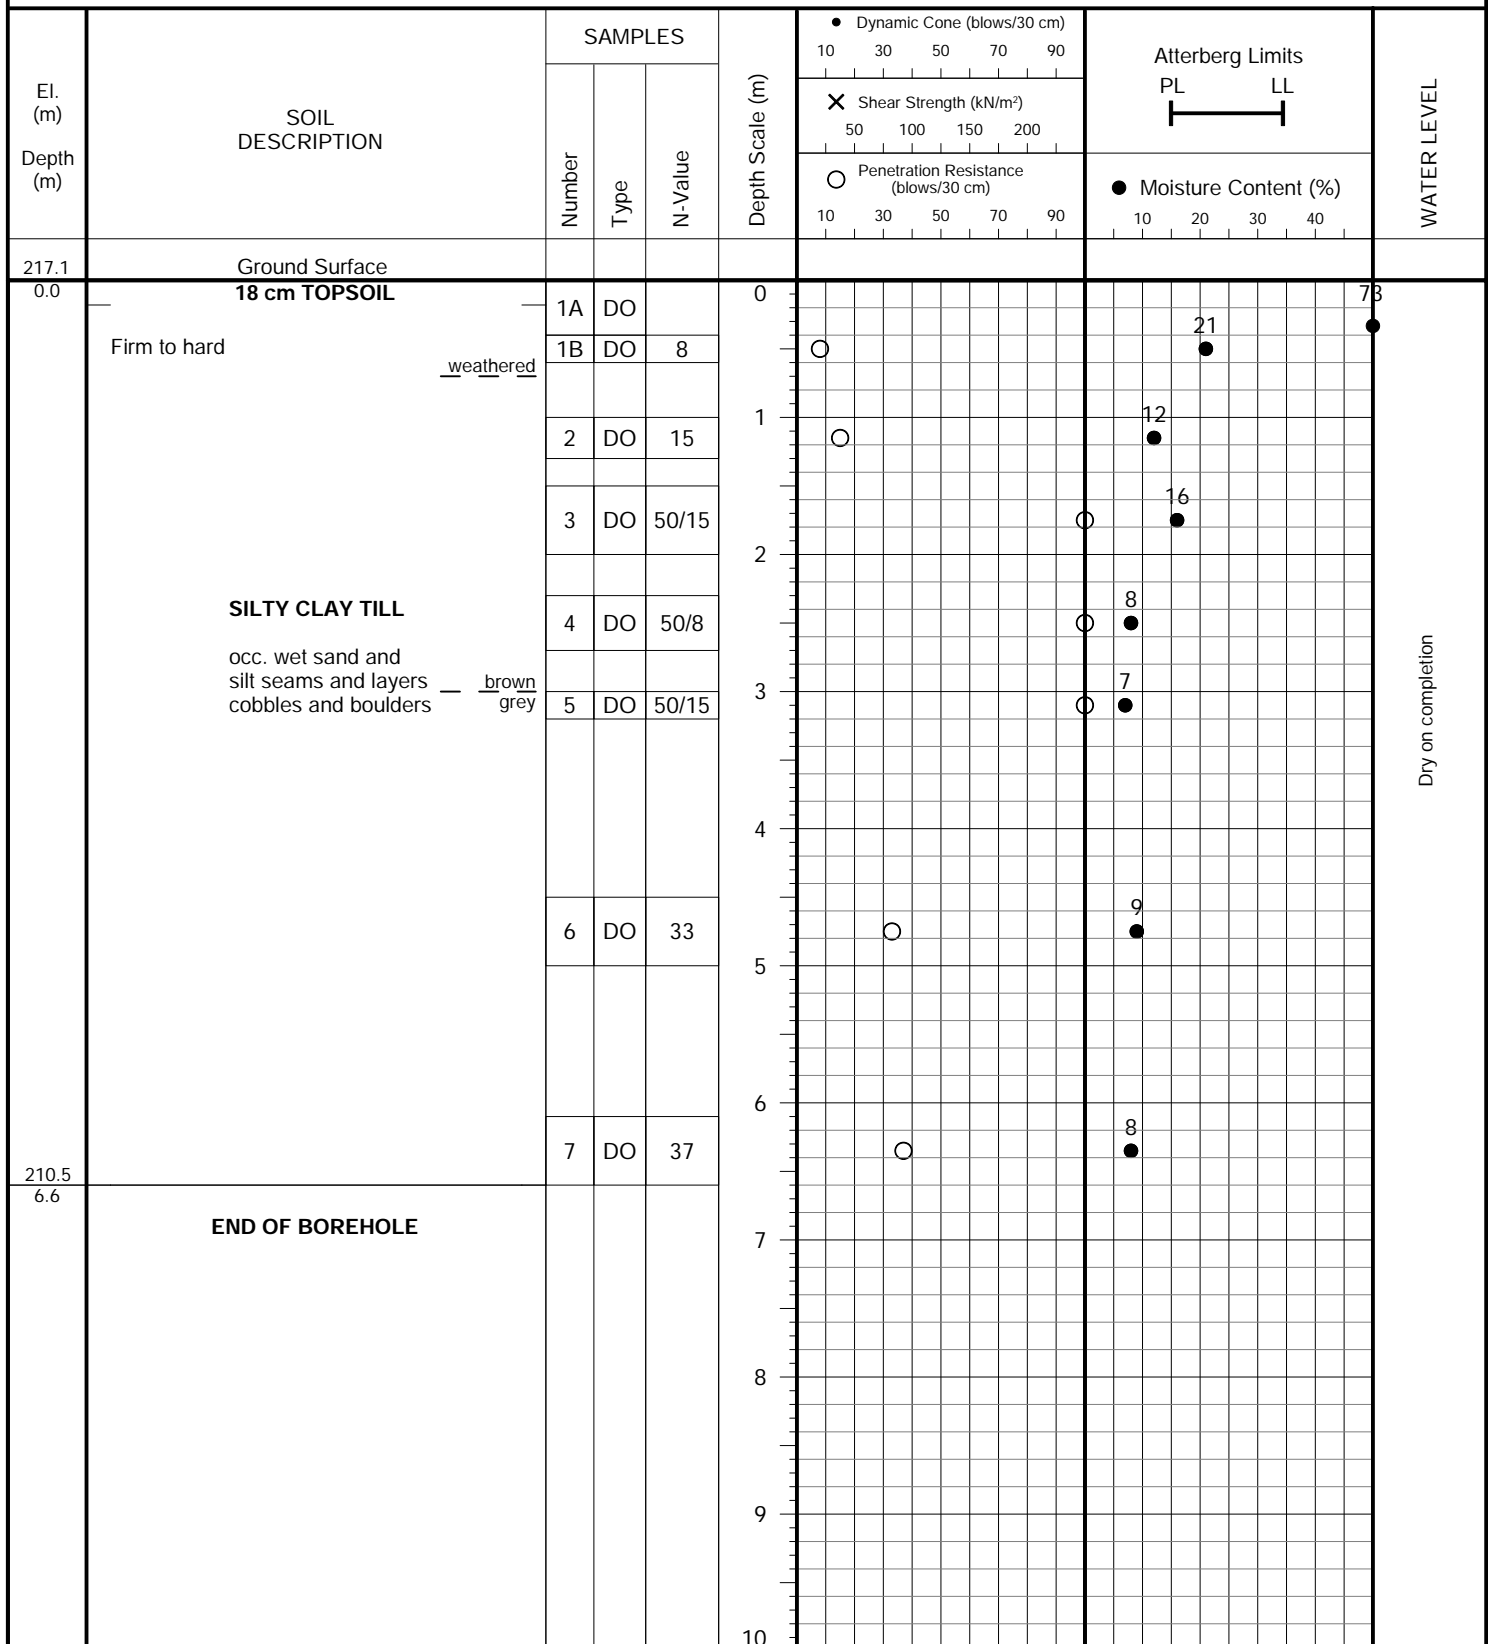 El.
(m)
Depth
(m)
SOIL
DESCRIPTION
SAMPLES
Number
Type
N-Value
Depth Scale (m)
Dynamic Cone (blows/30 cm)
10 30 50 70 90
Shear Strength (kN/m²)
50 100 150 200
Penetration Resistance
(blows/30 cm)
10 30 50 70 90
Atterberg Limits
PL LL
Moisture Content (%)
10 20 30 40
WATER LEVEL
217.1 Ground Surface
0.0 18 cm TOPSOIL 0 73
1A DO
21
Firm to hard 1B DO 8
weathered
1 12
2 DO 15
16
3 DO 50/15
2
SILTY CLAY TILL 8
4 DO 50/8
occ. wet sand and
silt seams and layers brown 3 7
cobbles and boulders grey 5 DO 50/15
Dry on completion
4
9
6 DO 33
5
6
8
7 DO 37
210.5
6.6
END OF BOREHOLE
7
8
9
10